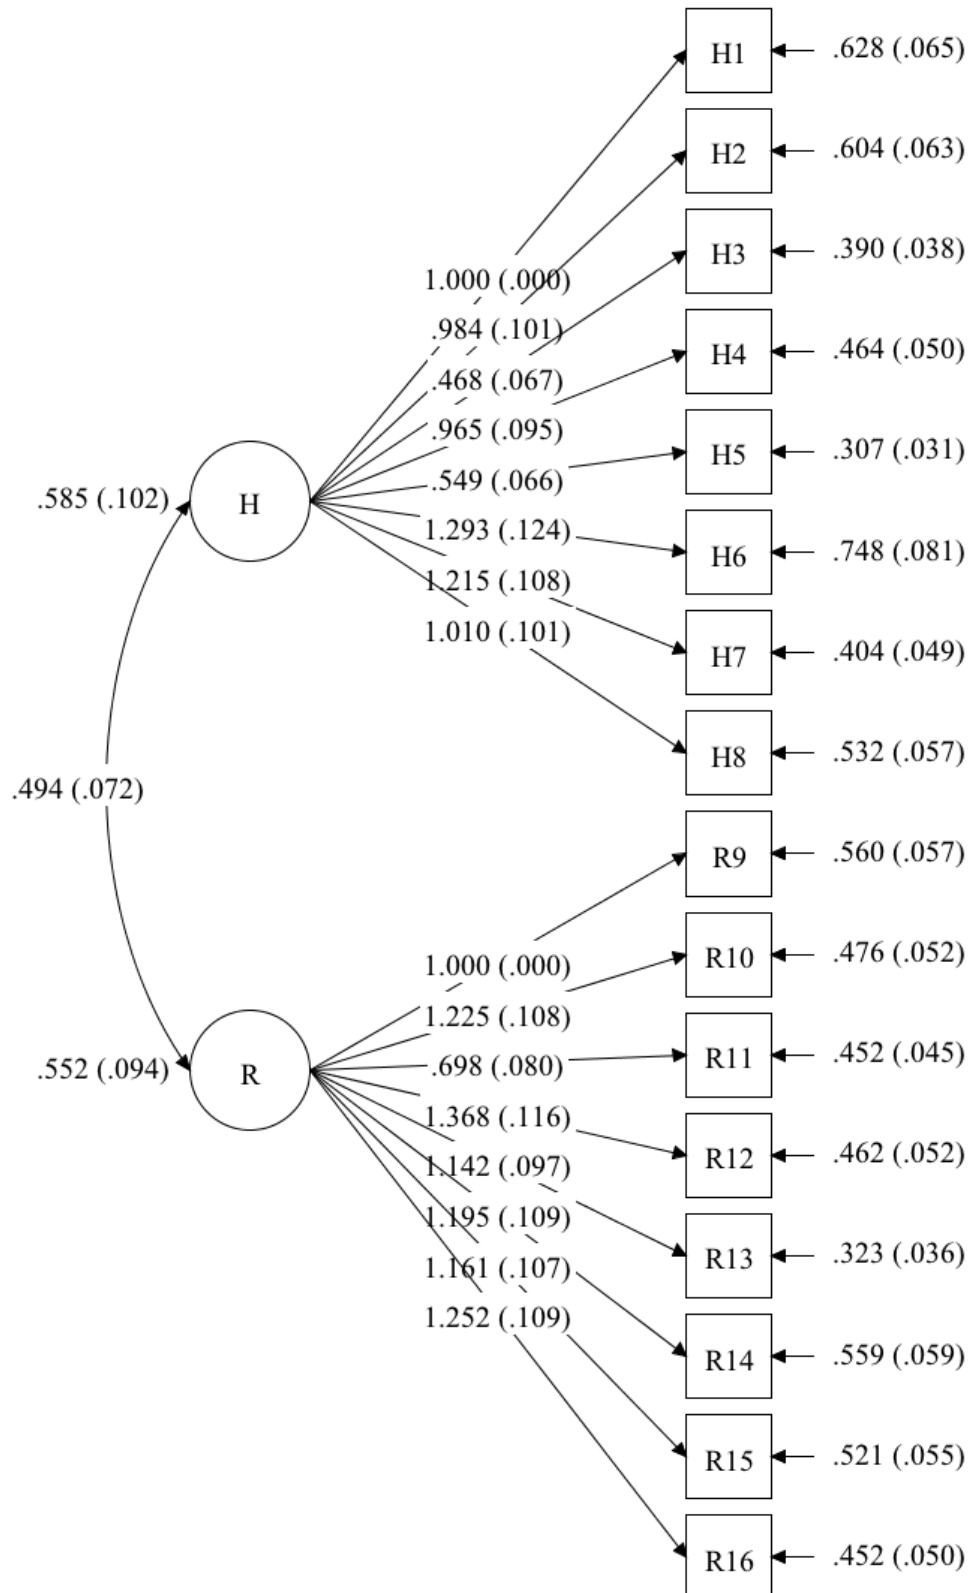 H1 .628 (.065)
H2 .604 (.063)
H3 .390 (.038)
1.000 (.000)
.984 (.101)
H4 .464 (.050)
.468 (.067)
.965 (.095)
H5 .307 (.031)
.549 (.066)
.585 (.102) H
1.293 (.124)
H6 .748 (.081)
1.215 (.108)
1.010 (.101)
H7 .404 (.049)
H8 .532 (.057)
.494 (.072)
R9 .560 (.057)
R10 .476 (.052)
1.000 (.000)
1.225 (.108)
R11 .452 (.045)
.552 (.094) R .698 (.080)
1.368 (.116)
R12 .462 (.052)
1.142 (.097)
1.195 (.109)
R13 .323 (.036)
1.161 (.107)
1.252 (.109)
R14 .559 (.059)
R15 .521 (.055)
R16 .452 (.050)